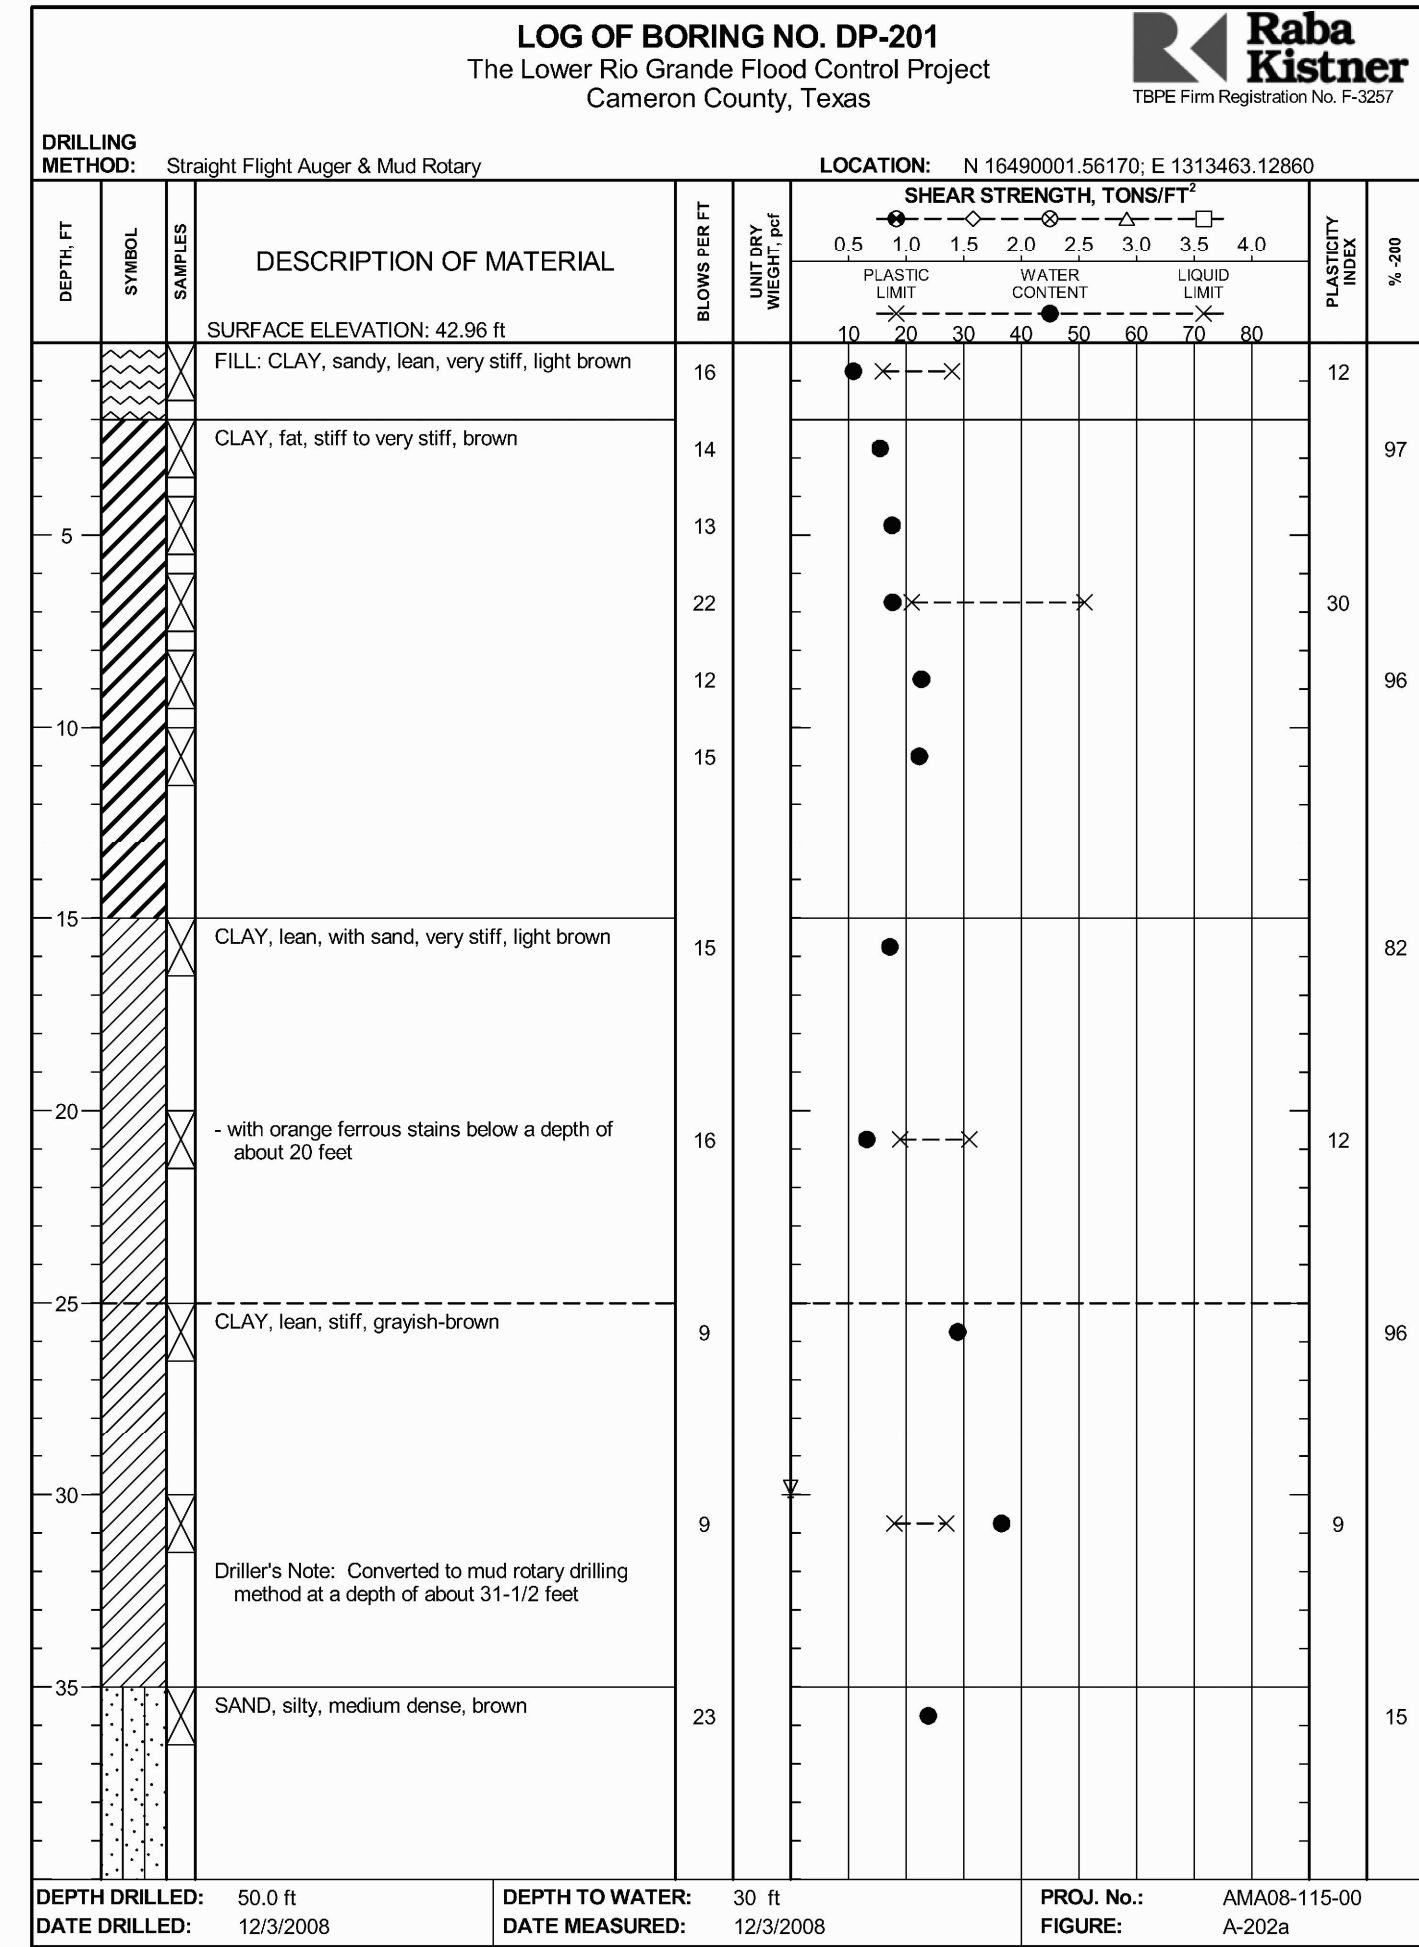 LOG OF BORING NO. DP-201
The Lower Rio Grande Flood Control Project
Cameron County, Texas
Raba
Kistner
TBPE Firm Registration No. F-3257
DRILLING
METHOD: Straight Flight Auger & Mud Rotary
LOCATION: N 16490001.56170; E 1313463.12860
DEPTH, FT
SYMBOL
SAMPLES
DESCRIPTION OF MATERIAL
SURFACE ELEVATION: 42.96 ft
BLOWS PER FT
UNIT DRY
WIEGHT, pcf
SHEAR STRENGTH, TONS/FT²
0.5 1.0 1.5 2.0 2.5 3.0 3.5 4.0
PLASTIC
LIMIT
WATER
CONTENT
LIQUID
LIMIT
10 20 30 40 50 60 70 80
PLASTICITY
INDEX
% -200
FILL: CLAY, sandy, lean, very stiff, light brown
16 12
CLAY, fat, stiff to very stiff, brown
14 97
5 13
22 30
12 96
10
15
15
CLAY, lean, with sand, very stiff, light brown
15 82
20
- with orange ferrous stains below a depth of
about 20 feet
16 12
25
CLAY, lean, stiff, grayish-brown
9 96
30
9 9
Driller's Note: Converted to mud rotary drilling
method at a depth of about 31-1/2 feet
35
SAND, silty, medium dense, brown
23 15
DEPTH DRILLED: 50.0 ft
DATE DRILLED: 12/3/2008
DEPTH TO WATER: 30 ft
DATE MEASURED: 12/3/2008
PROJ. No.: AMA08-115-00
FIGURE: A-202a